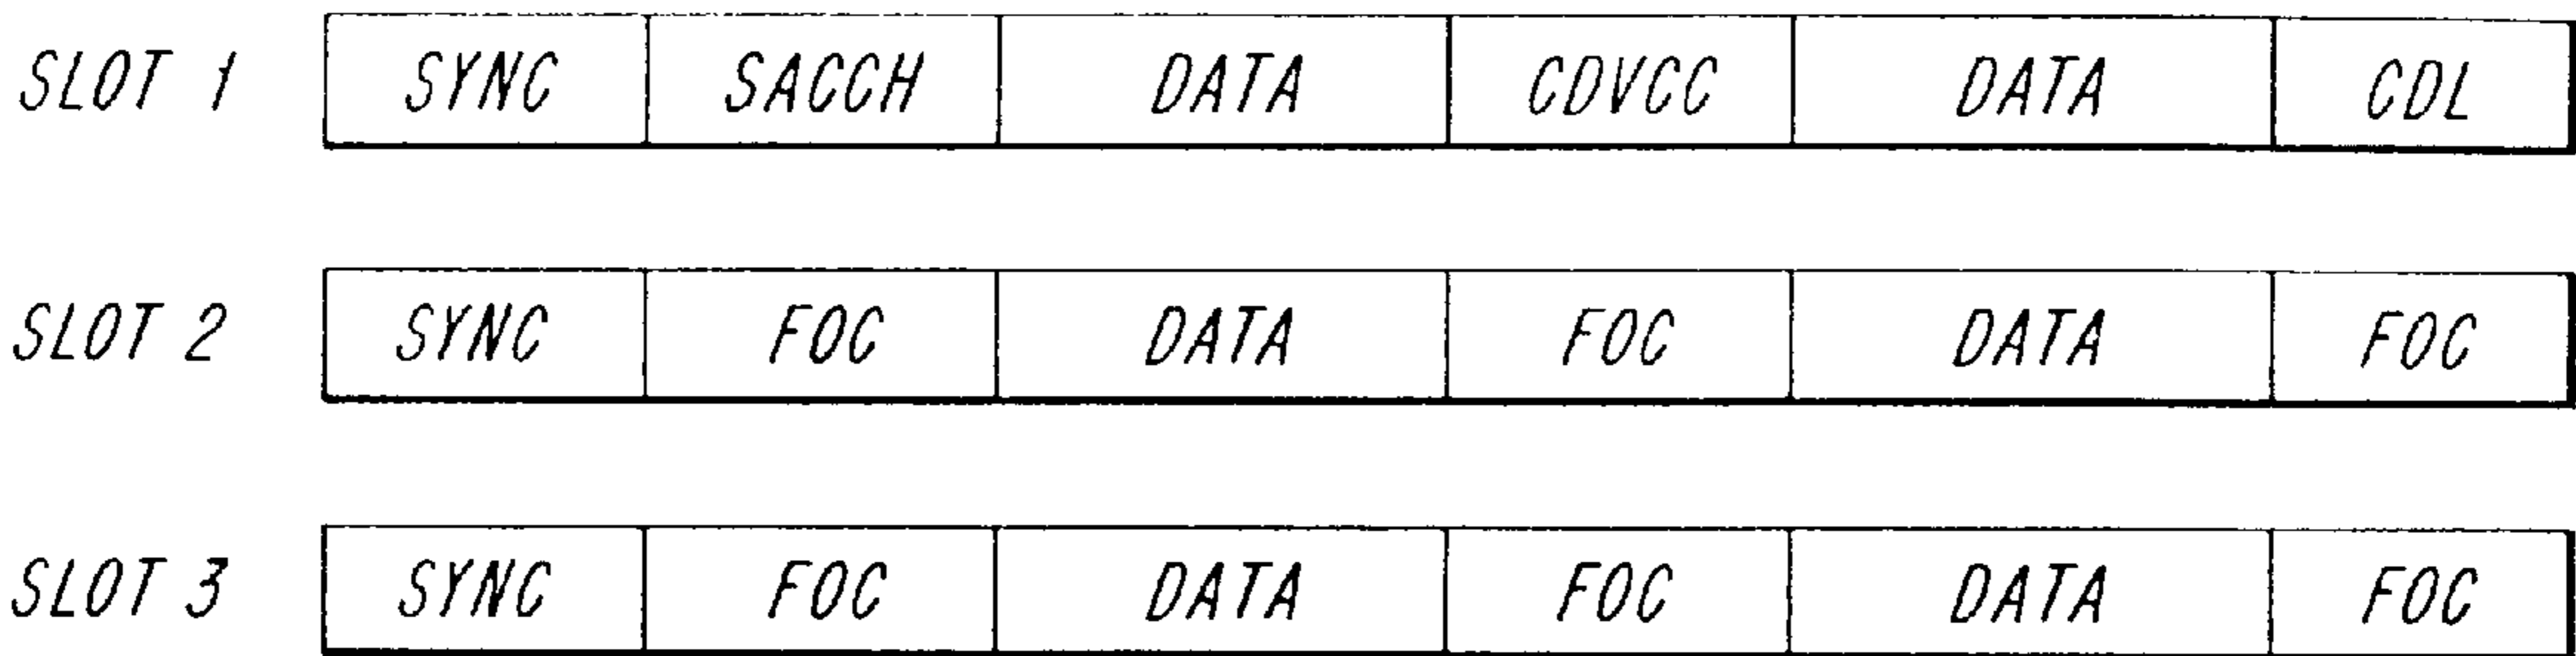 SLOT 1 SYNC SACCH DATA CDVCC DATA CDL
SLOT 2 SYNC FOC DATA FOC DATA FOC
SLOT 3 SYNC FOC DATA FOC DATA FOC